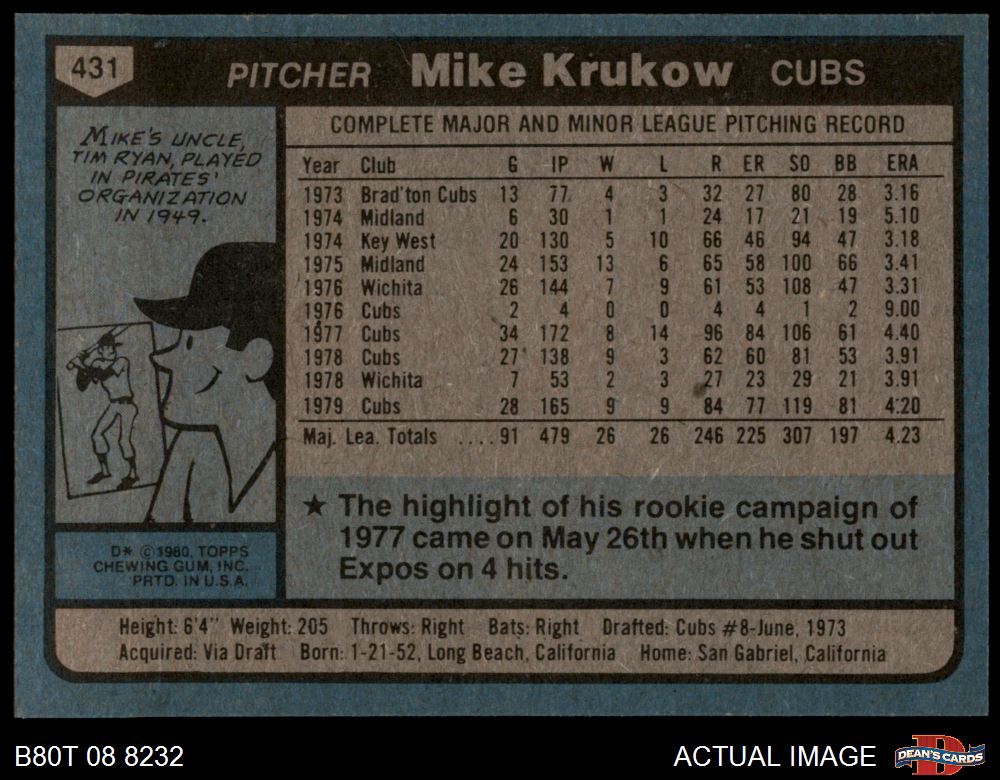 431 PITCHER Mike Krukow CUBS
MIKE'S UNCLE,
TIM RYAN, PLAYED
IN PIRATES'
ORGANIZATION
IN 1949.
COMPLETE MAJOR AND MINOR LEAGUE PITCHING RECORD
Year Club G IP W L R ER SO BB ERA
1973 Brad'ton Cubs 13 77 4 3 32 27 80 28 3.16
1974 Midland 6 30 1 1 24 17 21 19 5.10
1974 Key West 20 130 5 10 66 46 94 47 3.18
1975 Midland 24 153 13 6 65 58 100 66 3.41
1976 Wichita 26 144 7 9 61 53 108 47 3.31
1976 Cubs 2 4 0 0 4 4 1 2 9.00
1977 Cubs 34 172 8 14 96 84 106 61 4.40
1978 Cubs 27 138 9 3 62 60 81 53 3.91
1978 Wichita 7 53 2 3 27 23 29 21 3.91
1979 Cubs 28 165 9 9 84 77 119 81 4.20
Maj. Lea. Totals .... 91 479 26 26 246 225 307 197 4.23
★ The highlight of his rookie campaign of
1977 came on May 26th when he shut out
Expos on 4 hits.
D* © 1980, TOPPS
CHEWING GUM, INC.
PRTD. IN U.S.A.
Height: 6'4" Weight: 205 Throws: Right Bats: Right Drafted: Cubs #8-June, 1973
Acquired: Via Draft Born: 1-21-52, Long Beach, California Home: San Gabriel, California
B80T 08 8232
ACTUAL IMAGE
D
DEAN'S CARDS